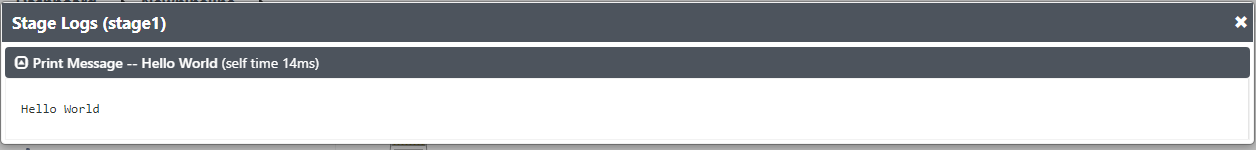 Stage Logs (stage1)
Print Message -- Hello World (self time 14ms)
Hello World